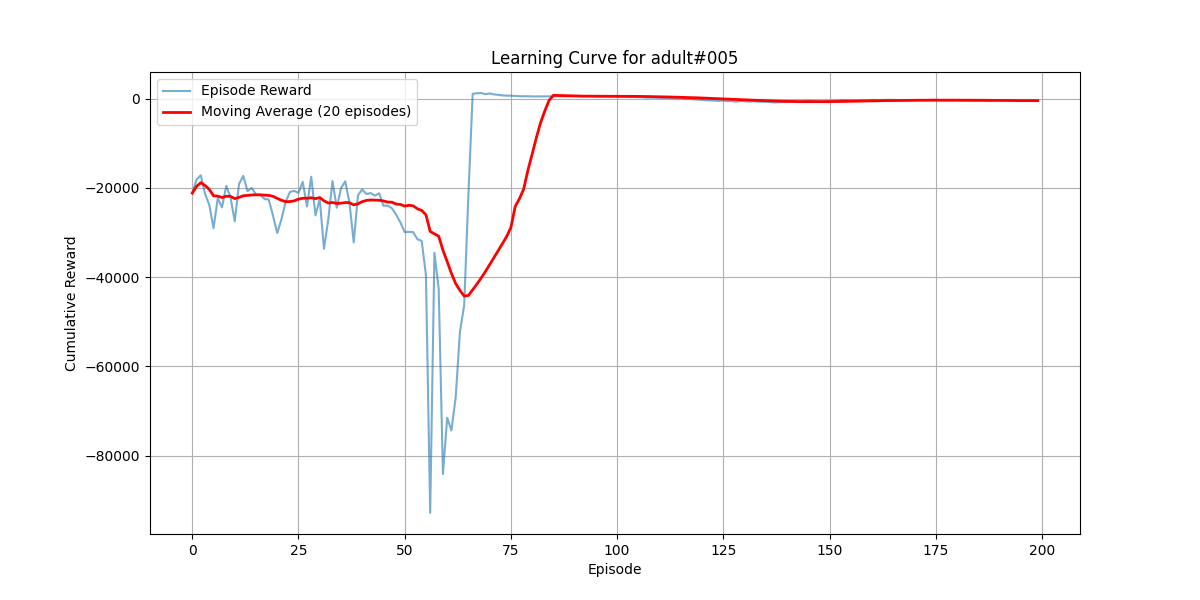 Learning Curve for adult#005
Episode Reward
Moving Average (20 episodes)
Cumulative Reward
0
−20000
−40000
−60000
−80000
0
25
50
75
100
125
150
175
200
Episode